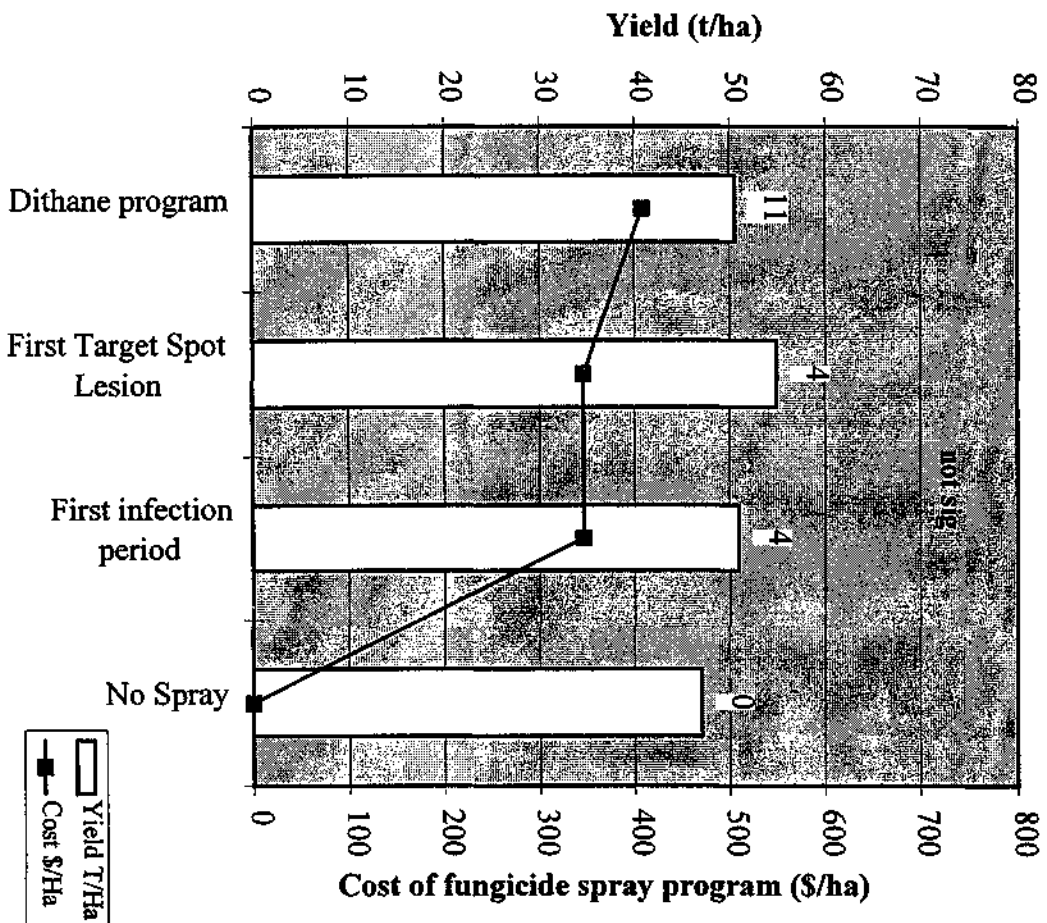 Yield (t/ha)
0
10
20
30
40
50
60
70
80
Dithane program
First Target Spot
Lesion
First infection
period
No Spray
11
4
4
0
not sig
0
100
200
300
400
500
600
700
800
Cost of fungicide spray program ($/ha)
Yield T/Ha
Cost $/Ha